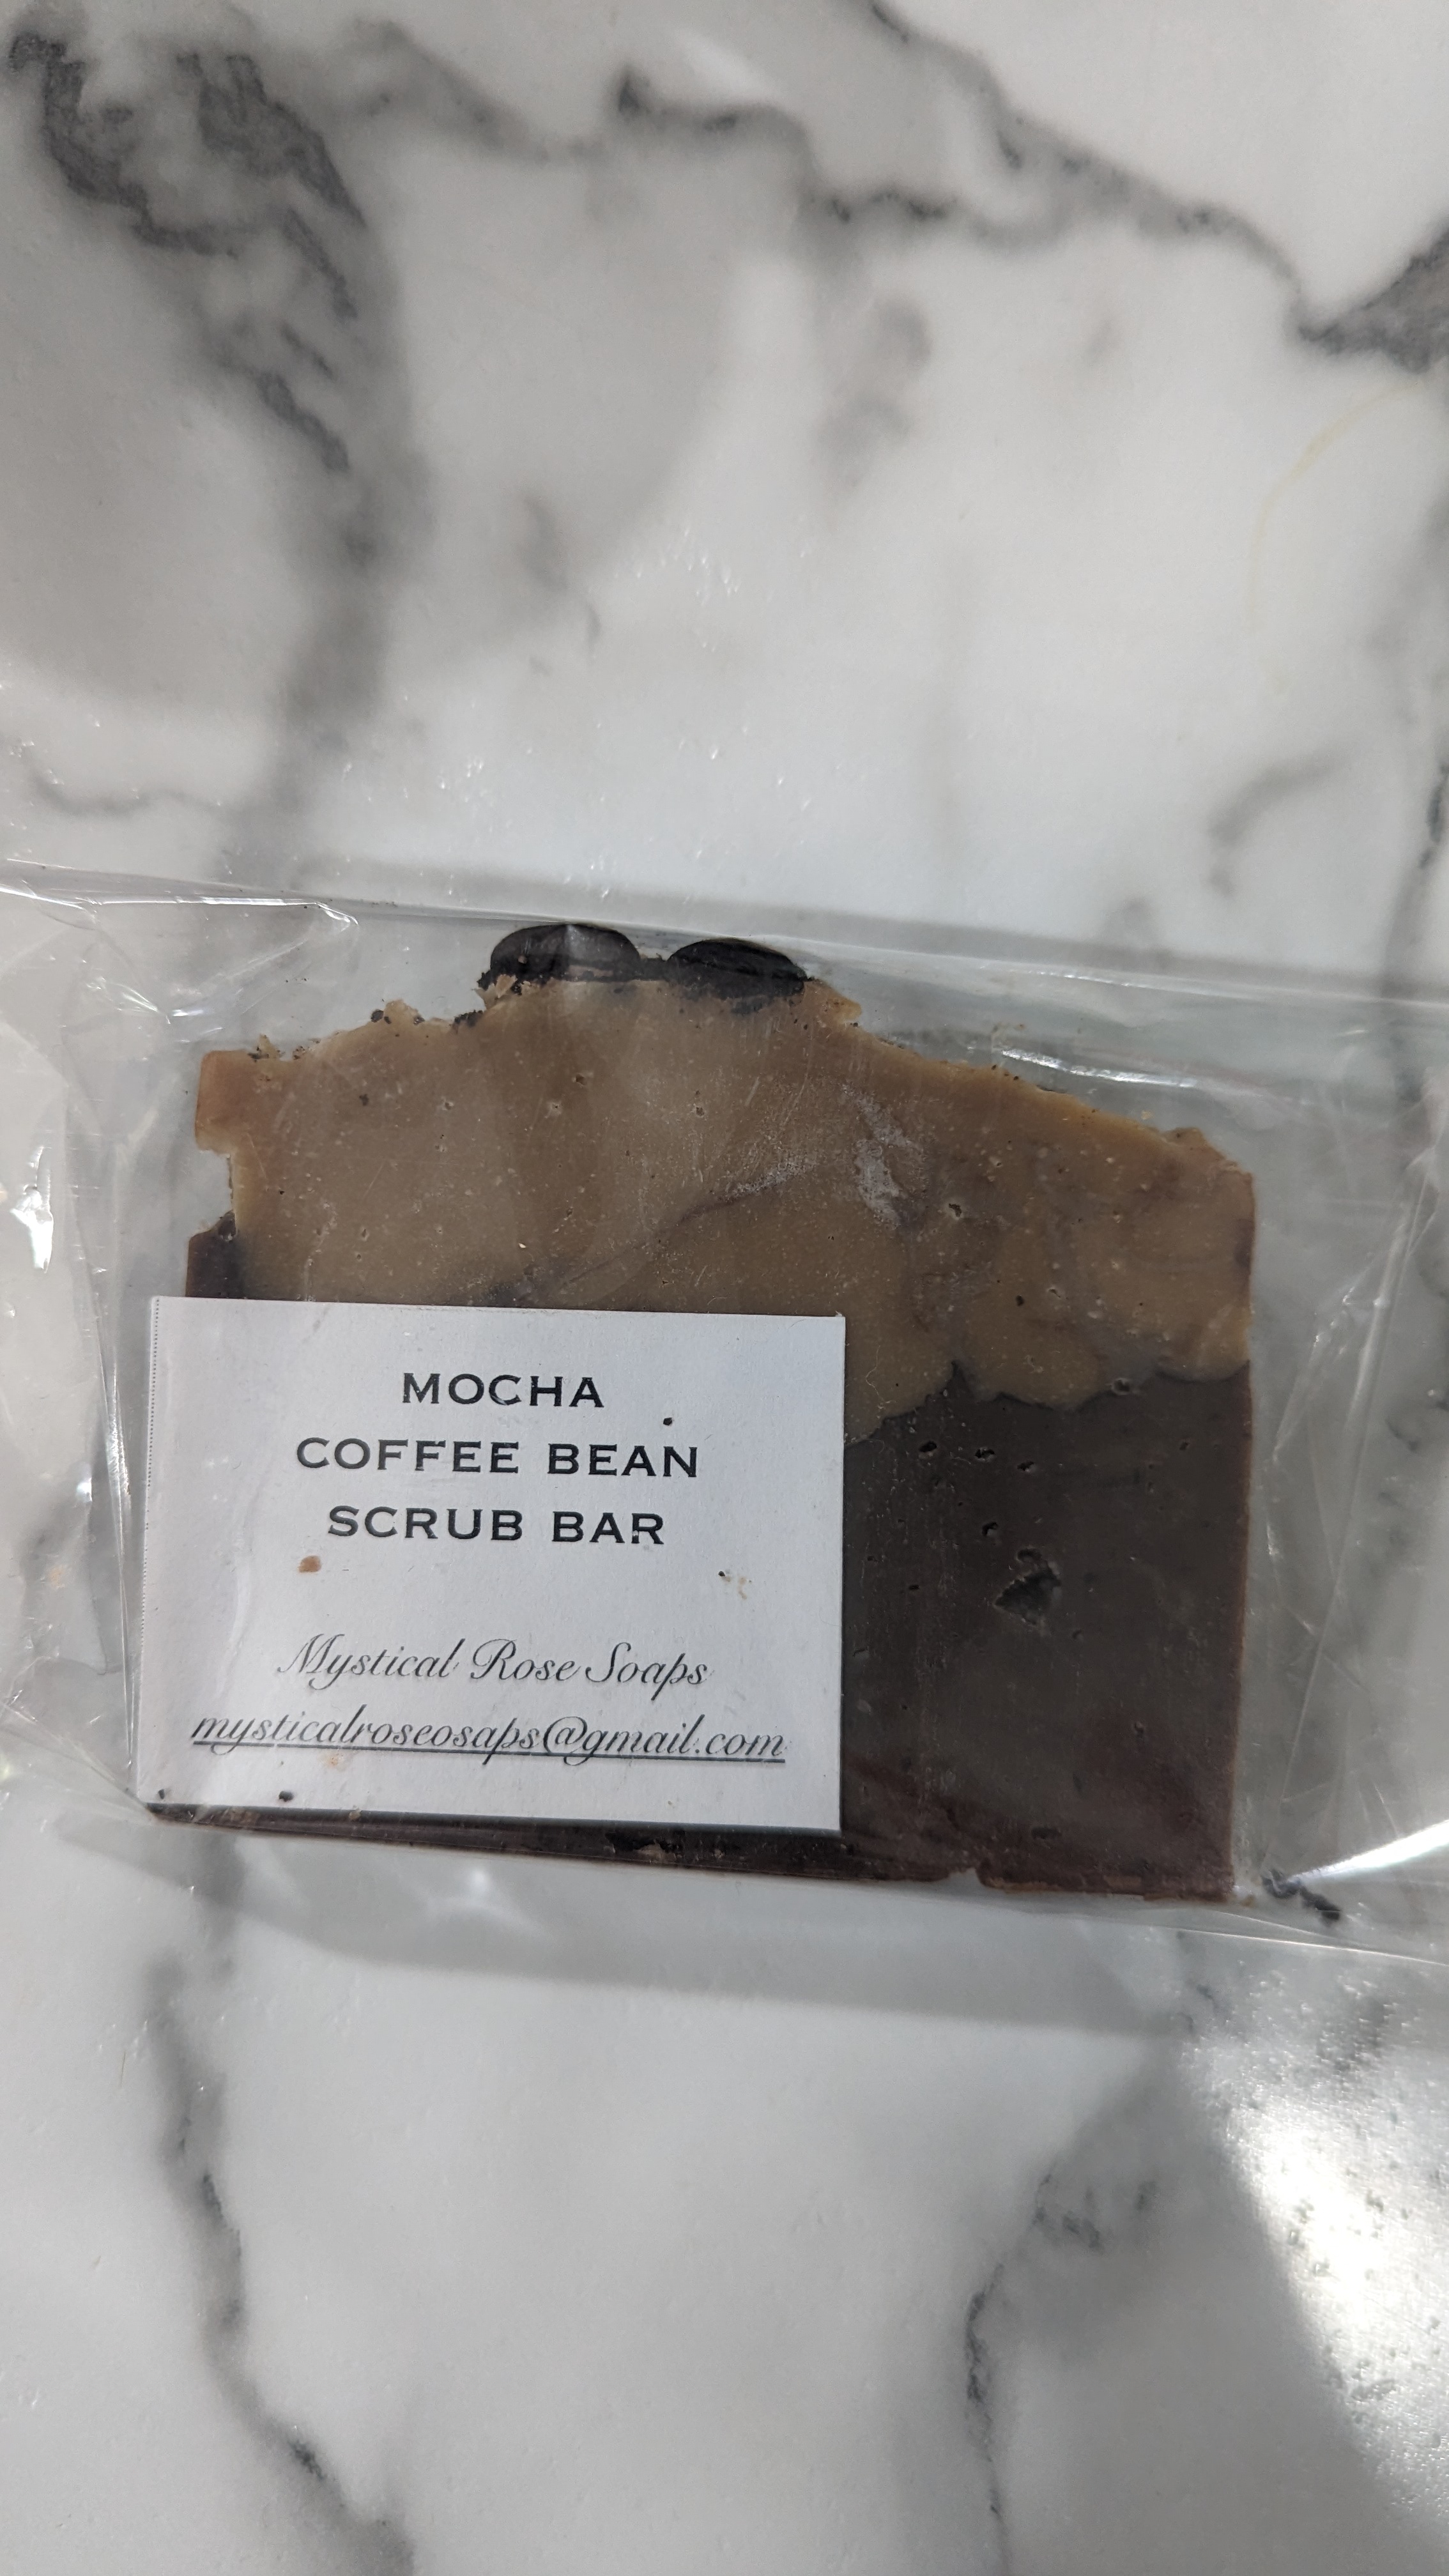 MOCHA
COFFEE BEAN
SCRUB BAR
Mystical Rose Soaps
mysticalroseosaps@gmail.com